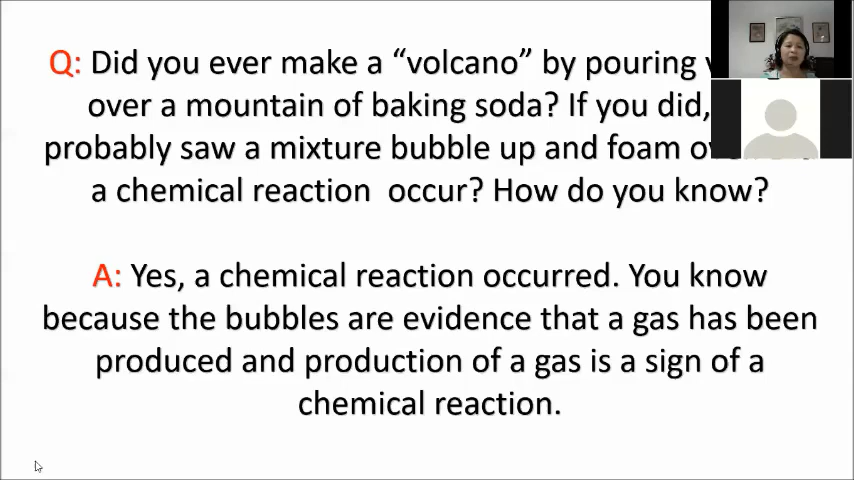 Q: Did you ever make a “volcano” by pouring
over a mountain of baking soda? If you did,
probably saw a mixture bubble up and foam
a chemical reaction occur? How do you know?
A: Yes, a chemical reaction occurred. You know
because the bubbles are evidence that a gas has been
produced and production of a gas is a sign of a
chemical reaction.